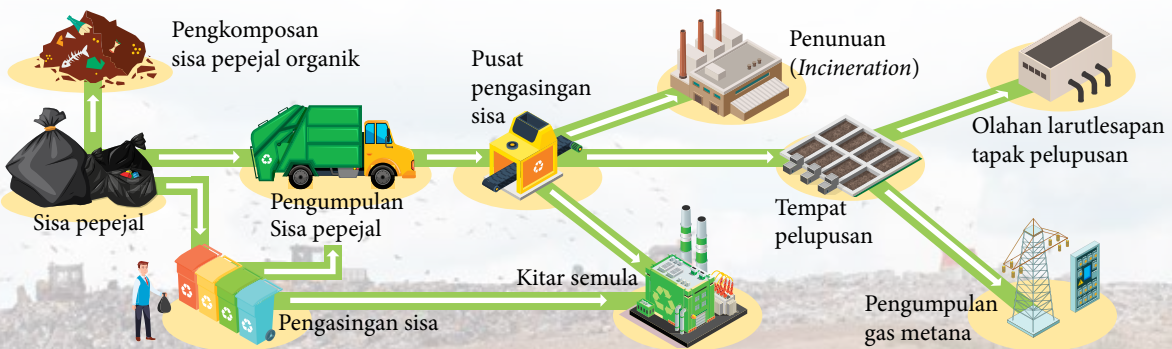 Pengkomposan
sisa pepejal organik
Sisa pepejal
Pengumpulan
Sisa pepejal
Pengasingan sisa
Pusat
pengasingan
sisa
Kitar semula
Penunuan
(Incineration)
Tempat
pelupusan
Olahan larutlesapan
tapak pelupusan
Pengumpulan
gas metana